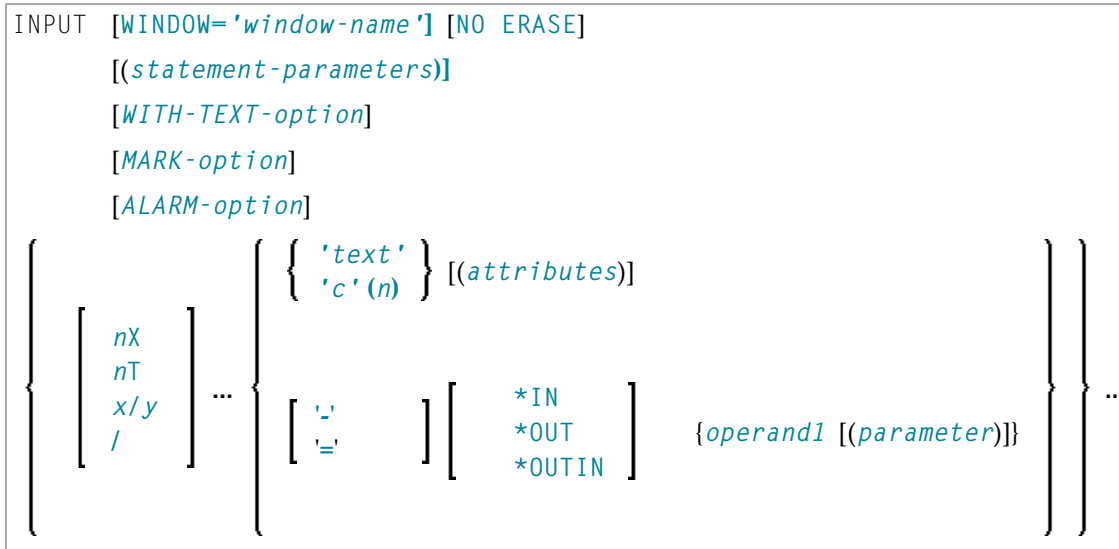 INPUT [WINDOW='window-name'] [NO ERASE]
[(statement-parameters)]
[WITH-TEXT-option]
[MARK-option]
[ALARM-option]
{ [ nX
nT
x/y
/ ] ... { { 'text'
'c' (n) } [(attributes)]
[ '-'
'=' ] [ *IN
*OUT
*OUTIN ] {operand1 [(parameter)]} } } ..